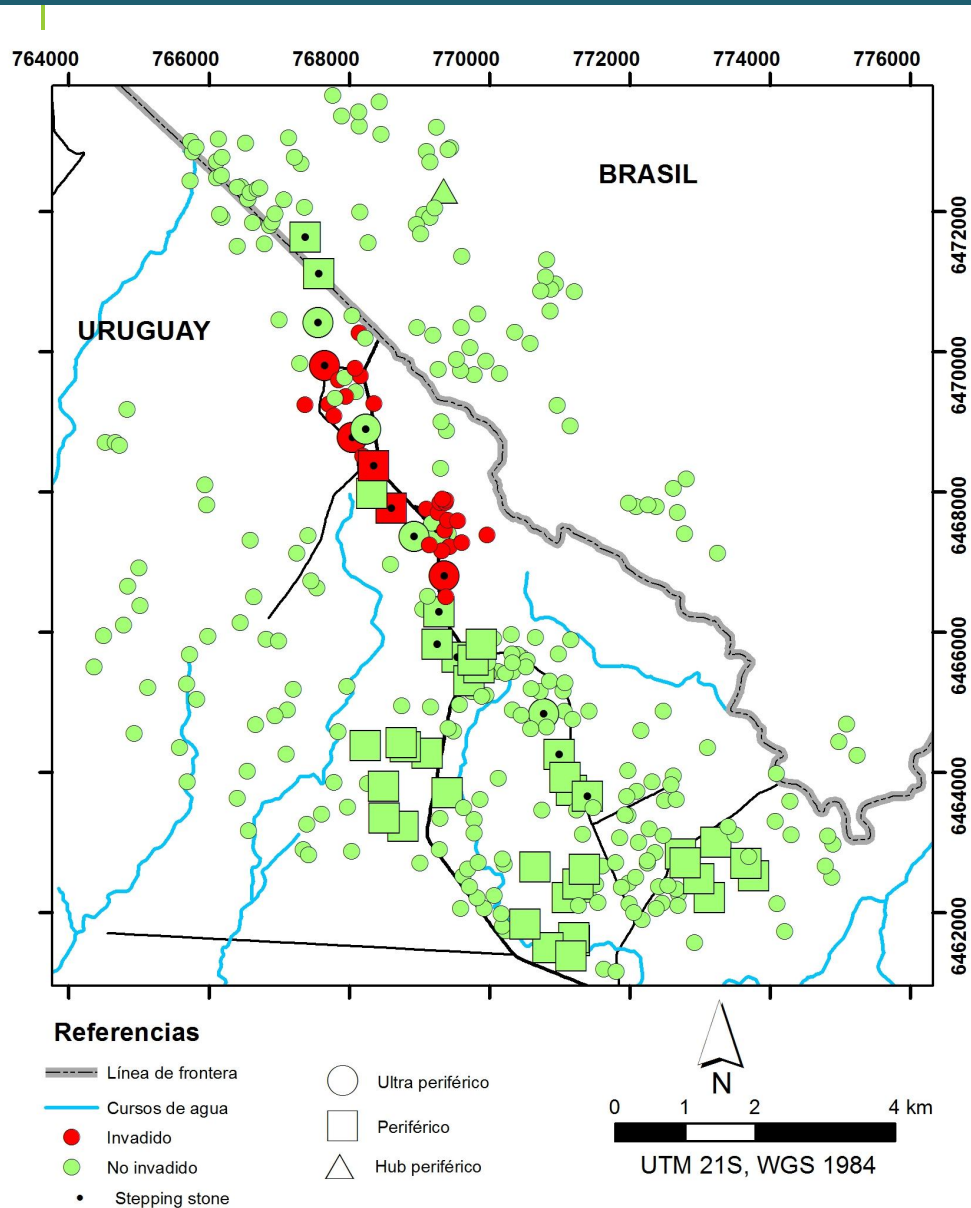 764000 766000 768000 770000 772000 774000 776000
BRASIL
6472000
URUGUAY
6470000
6468000
6466000
6464000
6462000
Referencias
Línea de frontera
Cursos de agua
Invadido
No invadido
Stepping stone
Ultra periférico
Periférico
Hub periférico
N
0 1 2 4 km
UTM 21S, WGS 1984